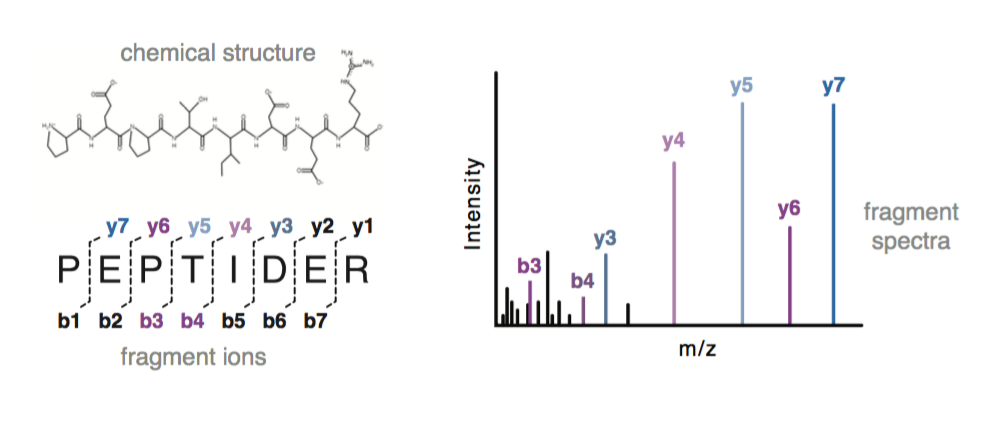 chemical structure
y7 y6 y5 y4 y3 y2 y1
PEPTIDER
b1 b2 b3 b4 b5 b6 b7
fragment ions
Intensity
b3
b4
y3
y4
y5
y6
y7
m/z
fragment
spectra